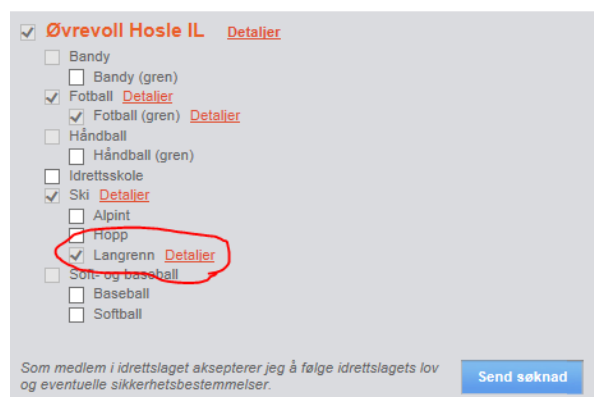 Øvrevoll Hosle IL Detaljer
Bandy
Bandy (gren)
Fotball Detaljer
Fotball (gren) Detaljer
Håndball
Håndball (gren)
Idrettsskole
Ski Detaljer
Alpint
Hopp
Langrenn Detaljer
Soft- og baseball
Baseball
Softball
Som medlem i idrettslaget aksepterer jeg å følge idrettslagets lov
og eventuelle sikkerhetsbestemmelser.
Send søknad